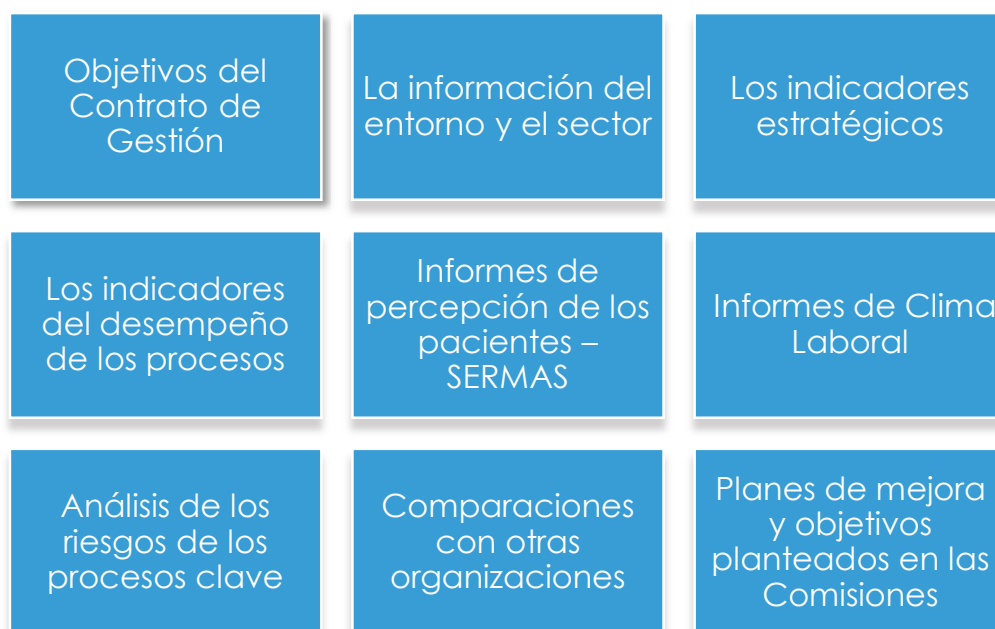 Objetivos del
Contrato de
Gestión
La información del
entorno y el sector
Los indicadores
estratégicos
Los indicadores
del desempeño
de los procesos
Informes de
percepción de los
pacientes –
SERMAS
Informes de Clima
Laboral
Análisis de los
riesgos de los
procesos clave
Comparaciones
con otras
organizaciones
Planes de mejora
y objetivos
planteados en las
Comisiones